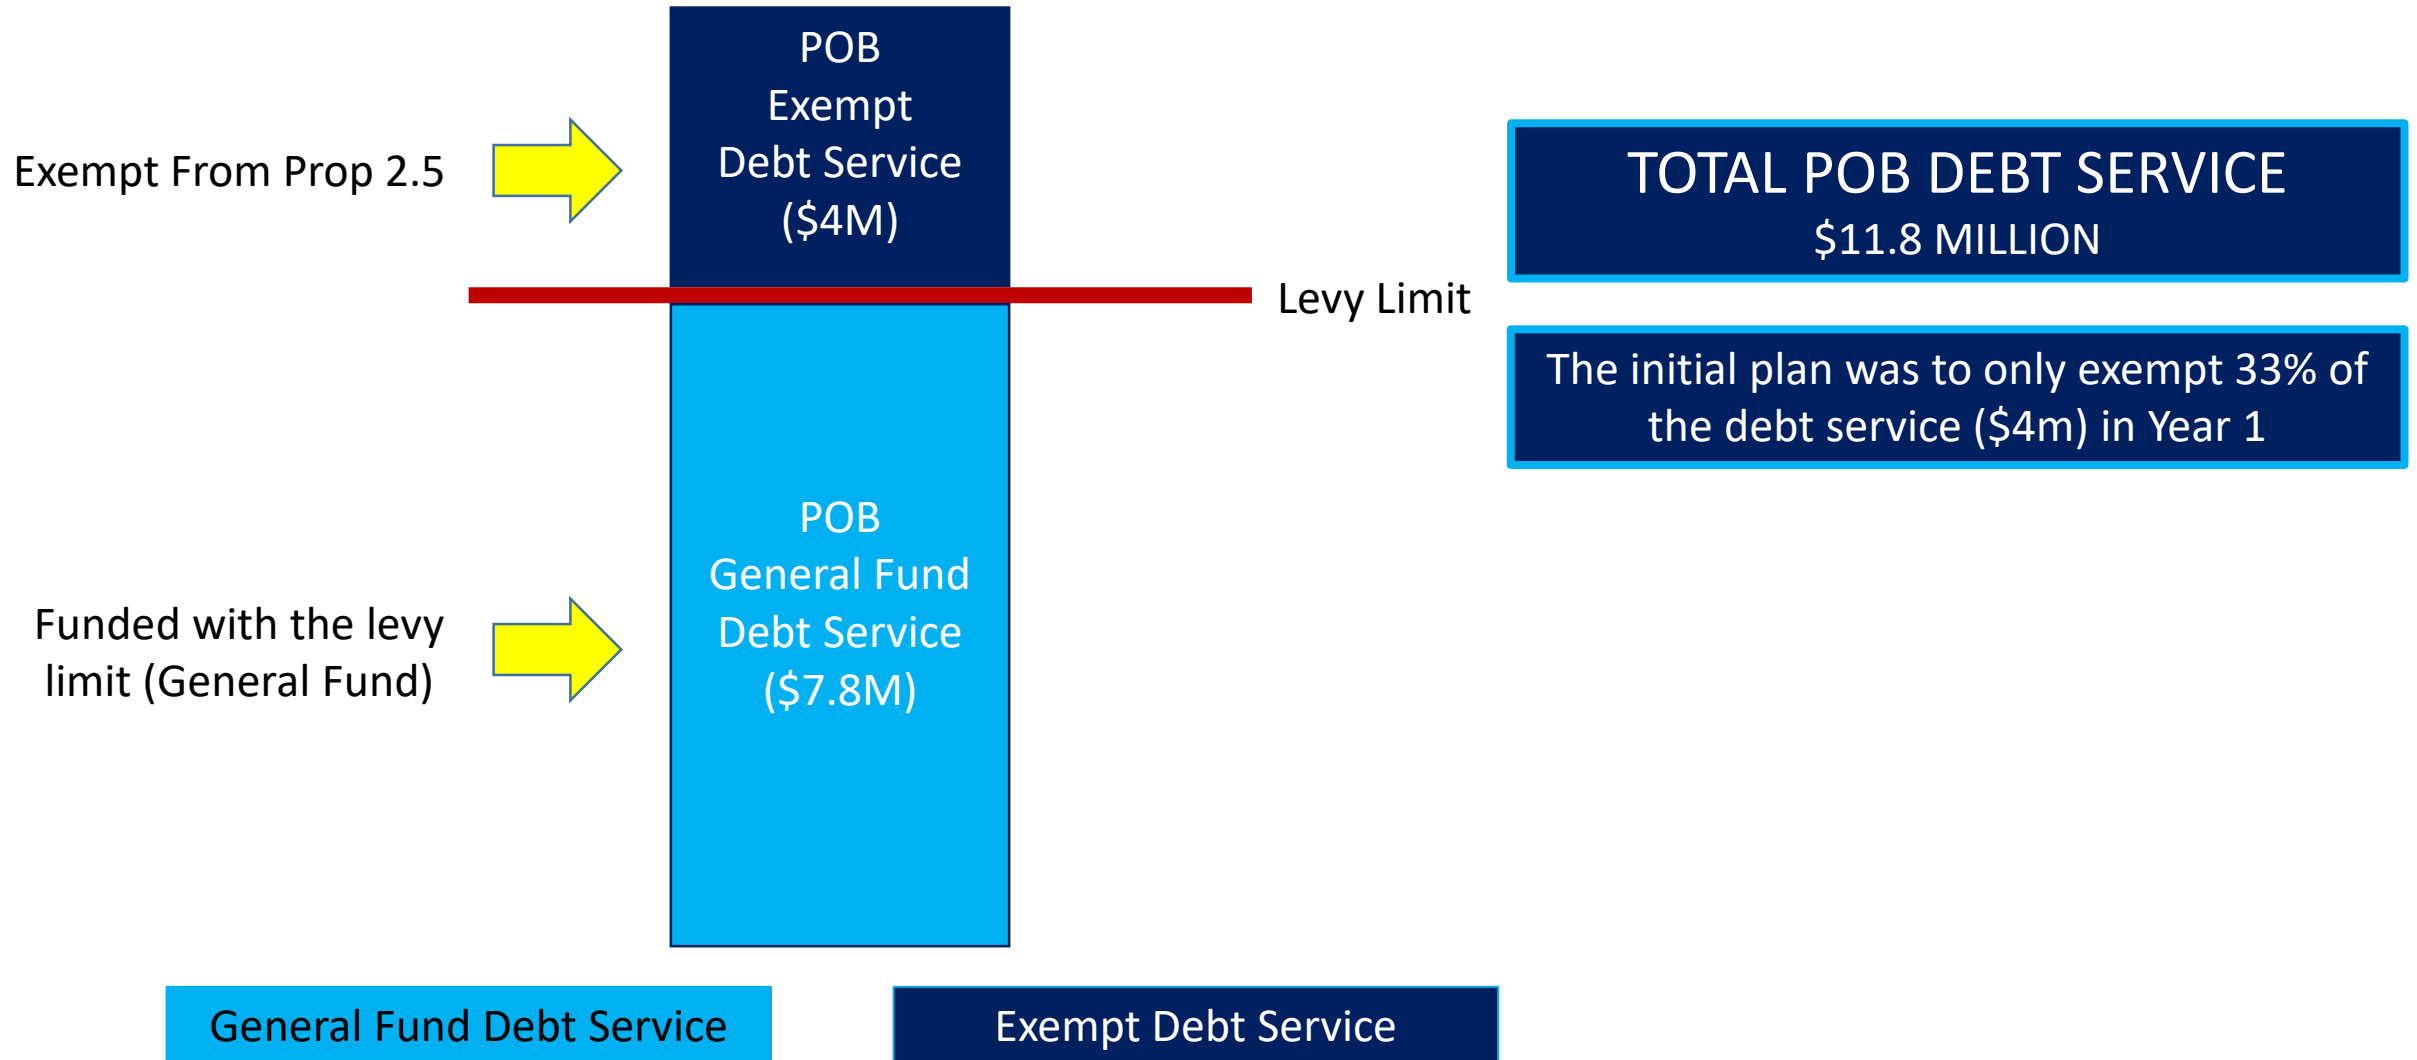 POB
Exempt
Debt Service
($4M)
Exempt From Prop 2.5
TOTAL POB DEBT SERVICE
$11.8 MILLION
Levy Limit
The initial plan was to only exempt 33% of
the debt service ($4m) in Year 1
POB
General Fund
Debt Service
($7.8M)
Funded with the levy
limit (General Fund)
General Fund Debt Service
Exempt Debt Service